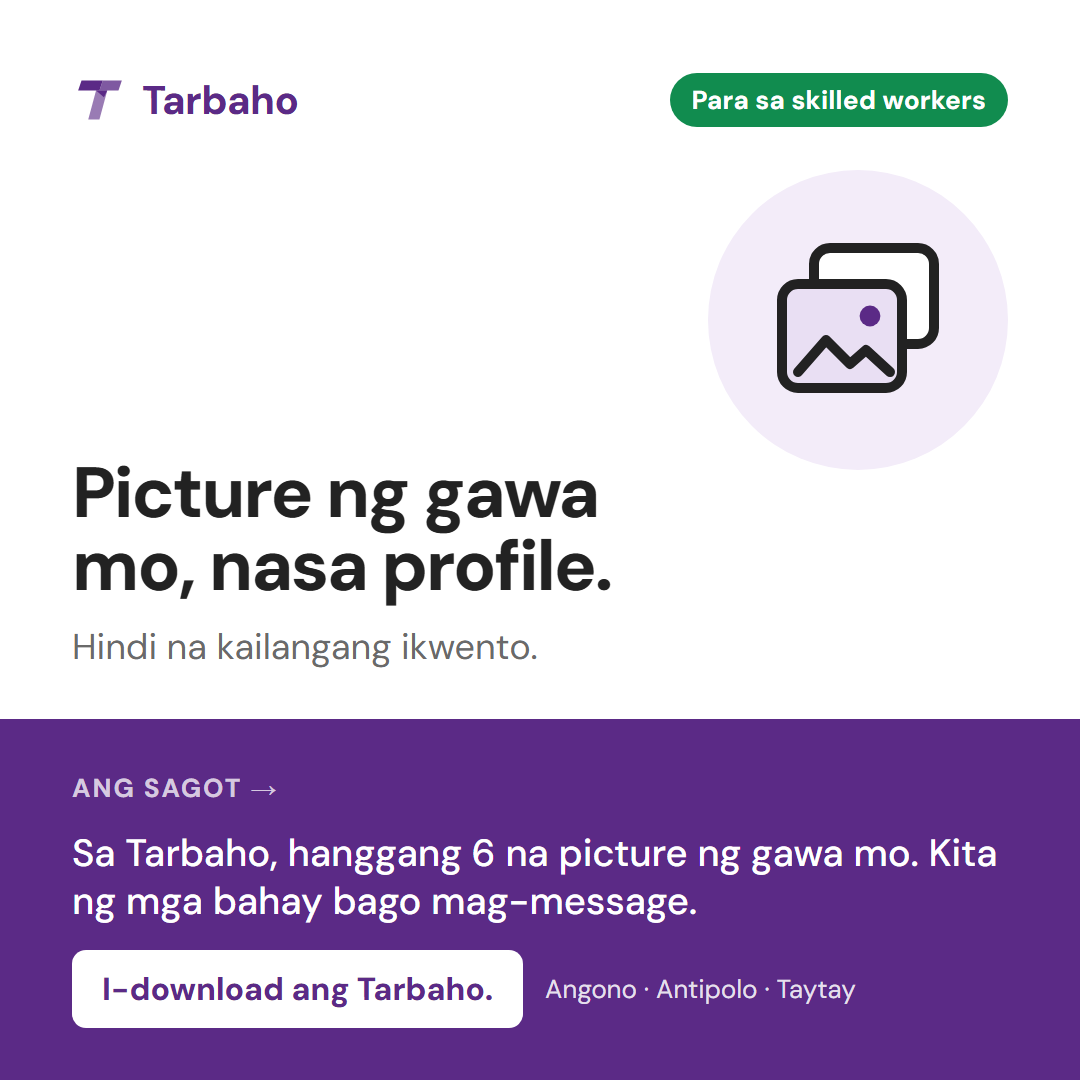 Tarbaho
Para sa skilled workers
Picture ng gawa
mo, nasa profile.
Hindi na kailangang ikwento.
ANG SAGOT →
Sa Tarbaho, hanggang 6 na picture ng gawa mo. Kita
ng mga bahay bago mag-message.
I-download ang Tarbaho.
Angono · Antipolo · Taytay